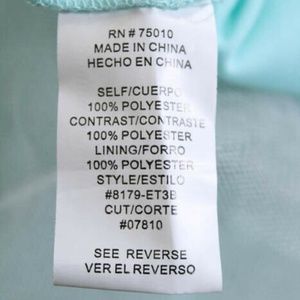 RN # 75010
MADE IN CHINA
HECHO EN CHINA
SELF/CUERPO
100% POLYESTER
CONTRAST/CONTRASTE
100% POLYESTER
LINING/FORRO
100% POLYESTER
STYLE/ESTILO
#8179-ET3B
CUT/CORTE
#07810
SEE REVERSE
VER EL REVERSO